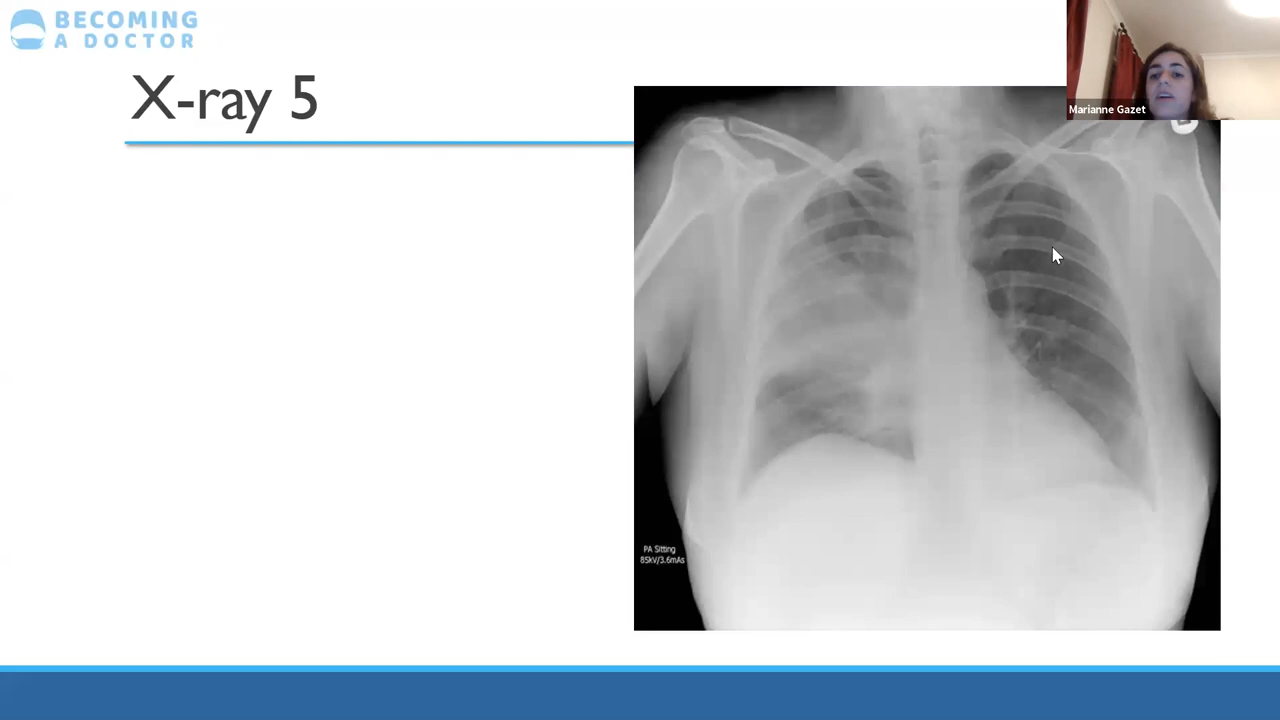 BECOMING
A DOCTOR
X-ray 5
Marianne Gazet
PA Sitting
85kV/3.6mAs